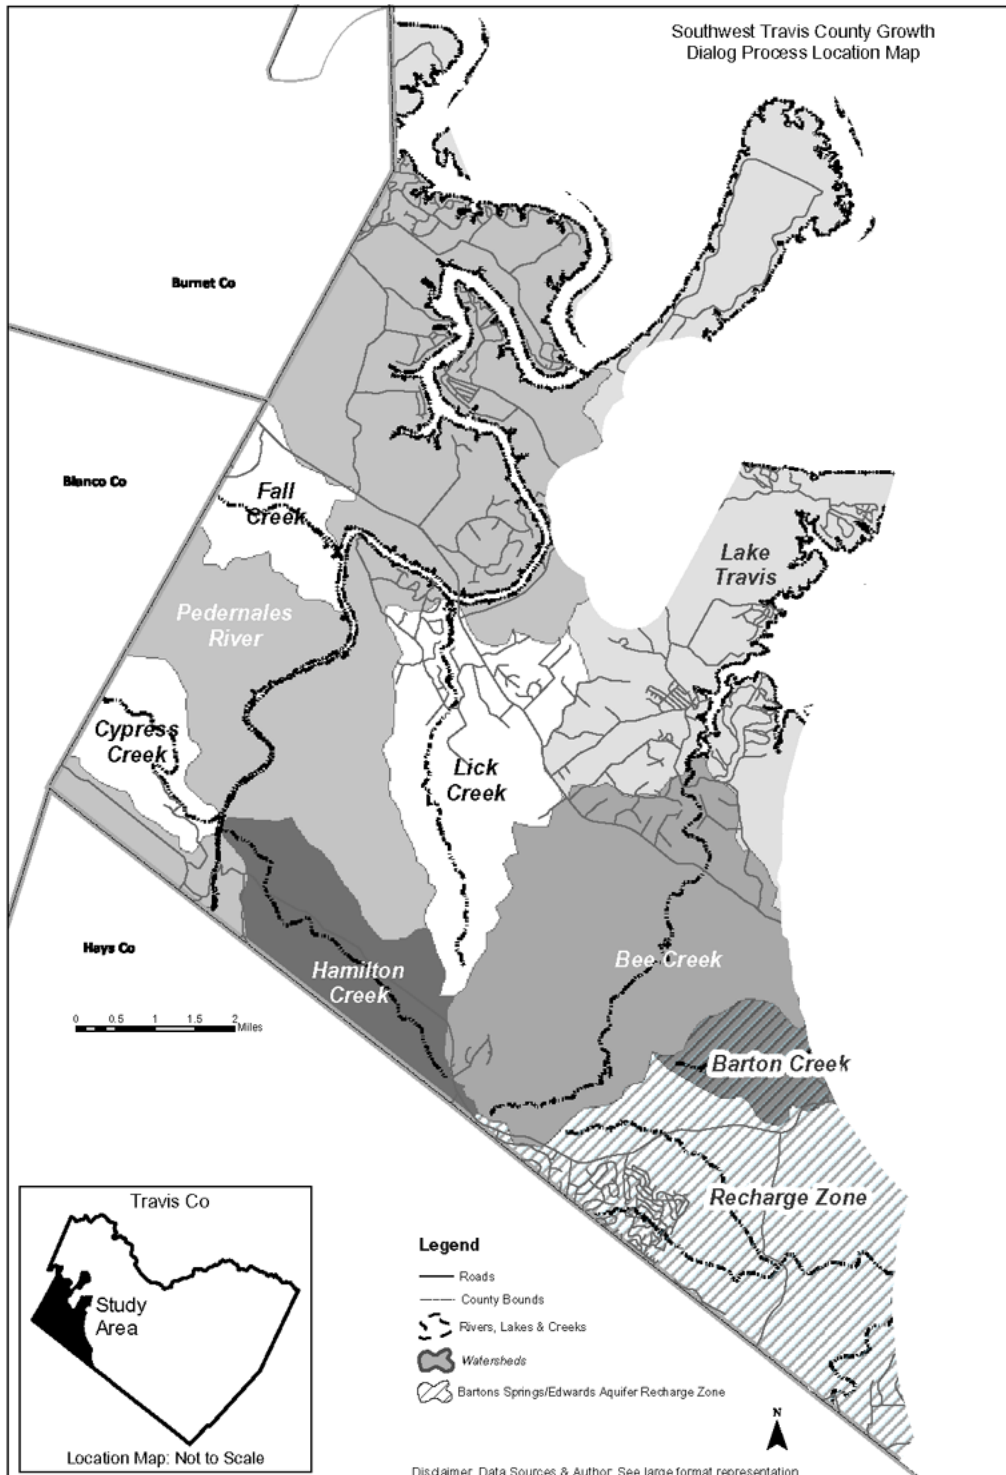 Southwest Travis County Growth
Dialog Process Location Map
Burnet Co
Blanco Co
Fall
Creek
Lake
Travis
Pedernales
River
Cypress
Creek
Lick
Creek
Hays Co
Hamilton
Creek
Bee Creek
0 0.5 1 1.5 2
Miles
Barton Creek
Recharge Zone
Travis Co
Study
Area
Location Map: Not to Scale
Legend
Roads
County Bounds
Rivers, Lakes & Creeks
Watersheds
Bartons Springs/Edwards Aquifer Recharge Zone
N
Disclaimer, Data Sources & Author: See large format representation